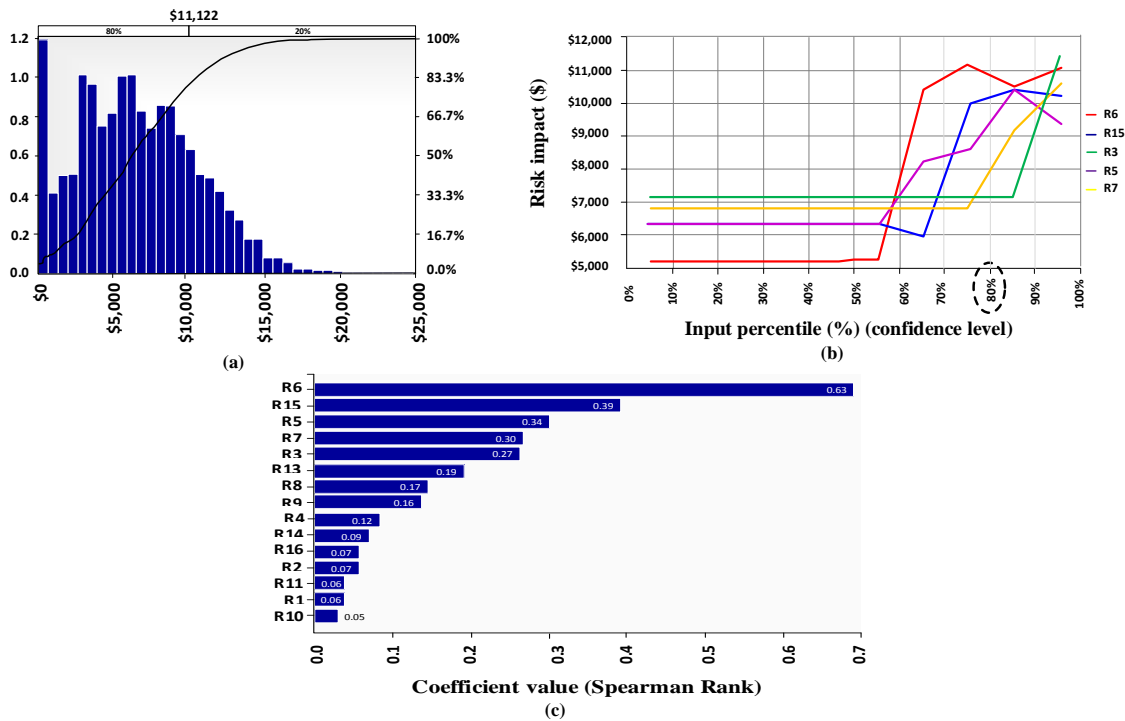 $11,122
80% 20%
1.2
1.0
0.8
0.6
0.4
0.2
0.0
100%
83.3%
66.7%
50%
33.3%
16.7%
0.0%
$0
$5,000
$10,000
$15,000
$20,000
$25,000
(a)
Risk impact ($)
$12,000
$11,000
$10,000
$9,000
$8,000
$7,000
$6,000
$5,000
0%
10%
20%
30%
40%
50%
60%
70%
80%
90%
100%
R6
R15
R3
R5
R7
Input percentile (%) (confidence level)
(b)
R6 0.63
R15 0.39
R5 0.34
R7 0.30
R3 0.27
R13 0.19
R8 0.17
R9 0.16
R4 0.12
R14 0.09
R16 0.07
R2 0.07
R11 0.06
R1 0.06
R10 0.05
0.0
0.1
0.2
0.3
0.4
0.5
0.6
0.7
Coefficient value (Spearman Rank)
(c)